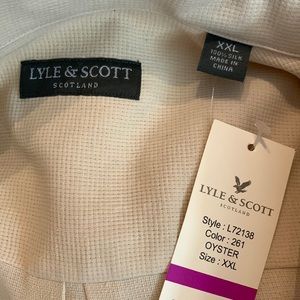 LYLE & SCOTT
SCOTLAND
XXL
100% SILK
MADE IN
CHINA
LYLE & SCOTT
SCOTLAND
Style : L72138
Color : 261
OYSTER
Size : XXL